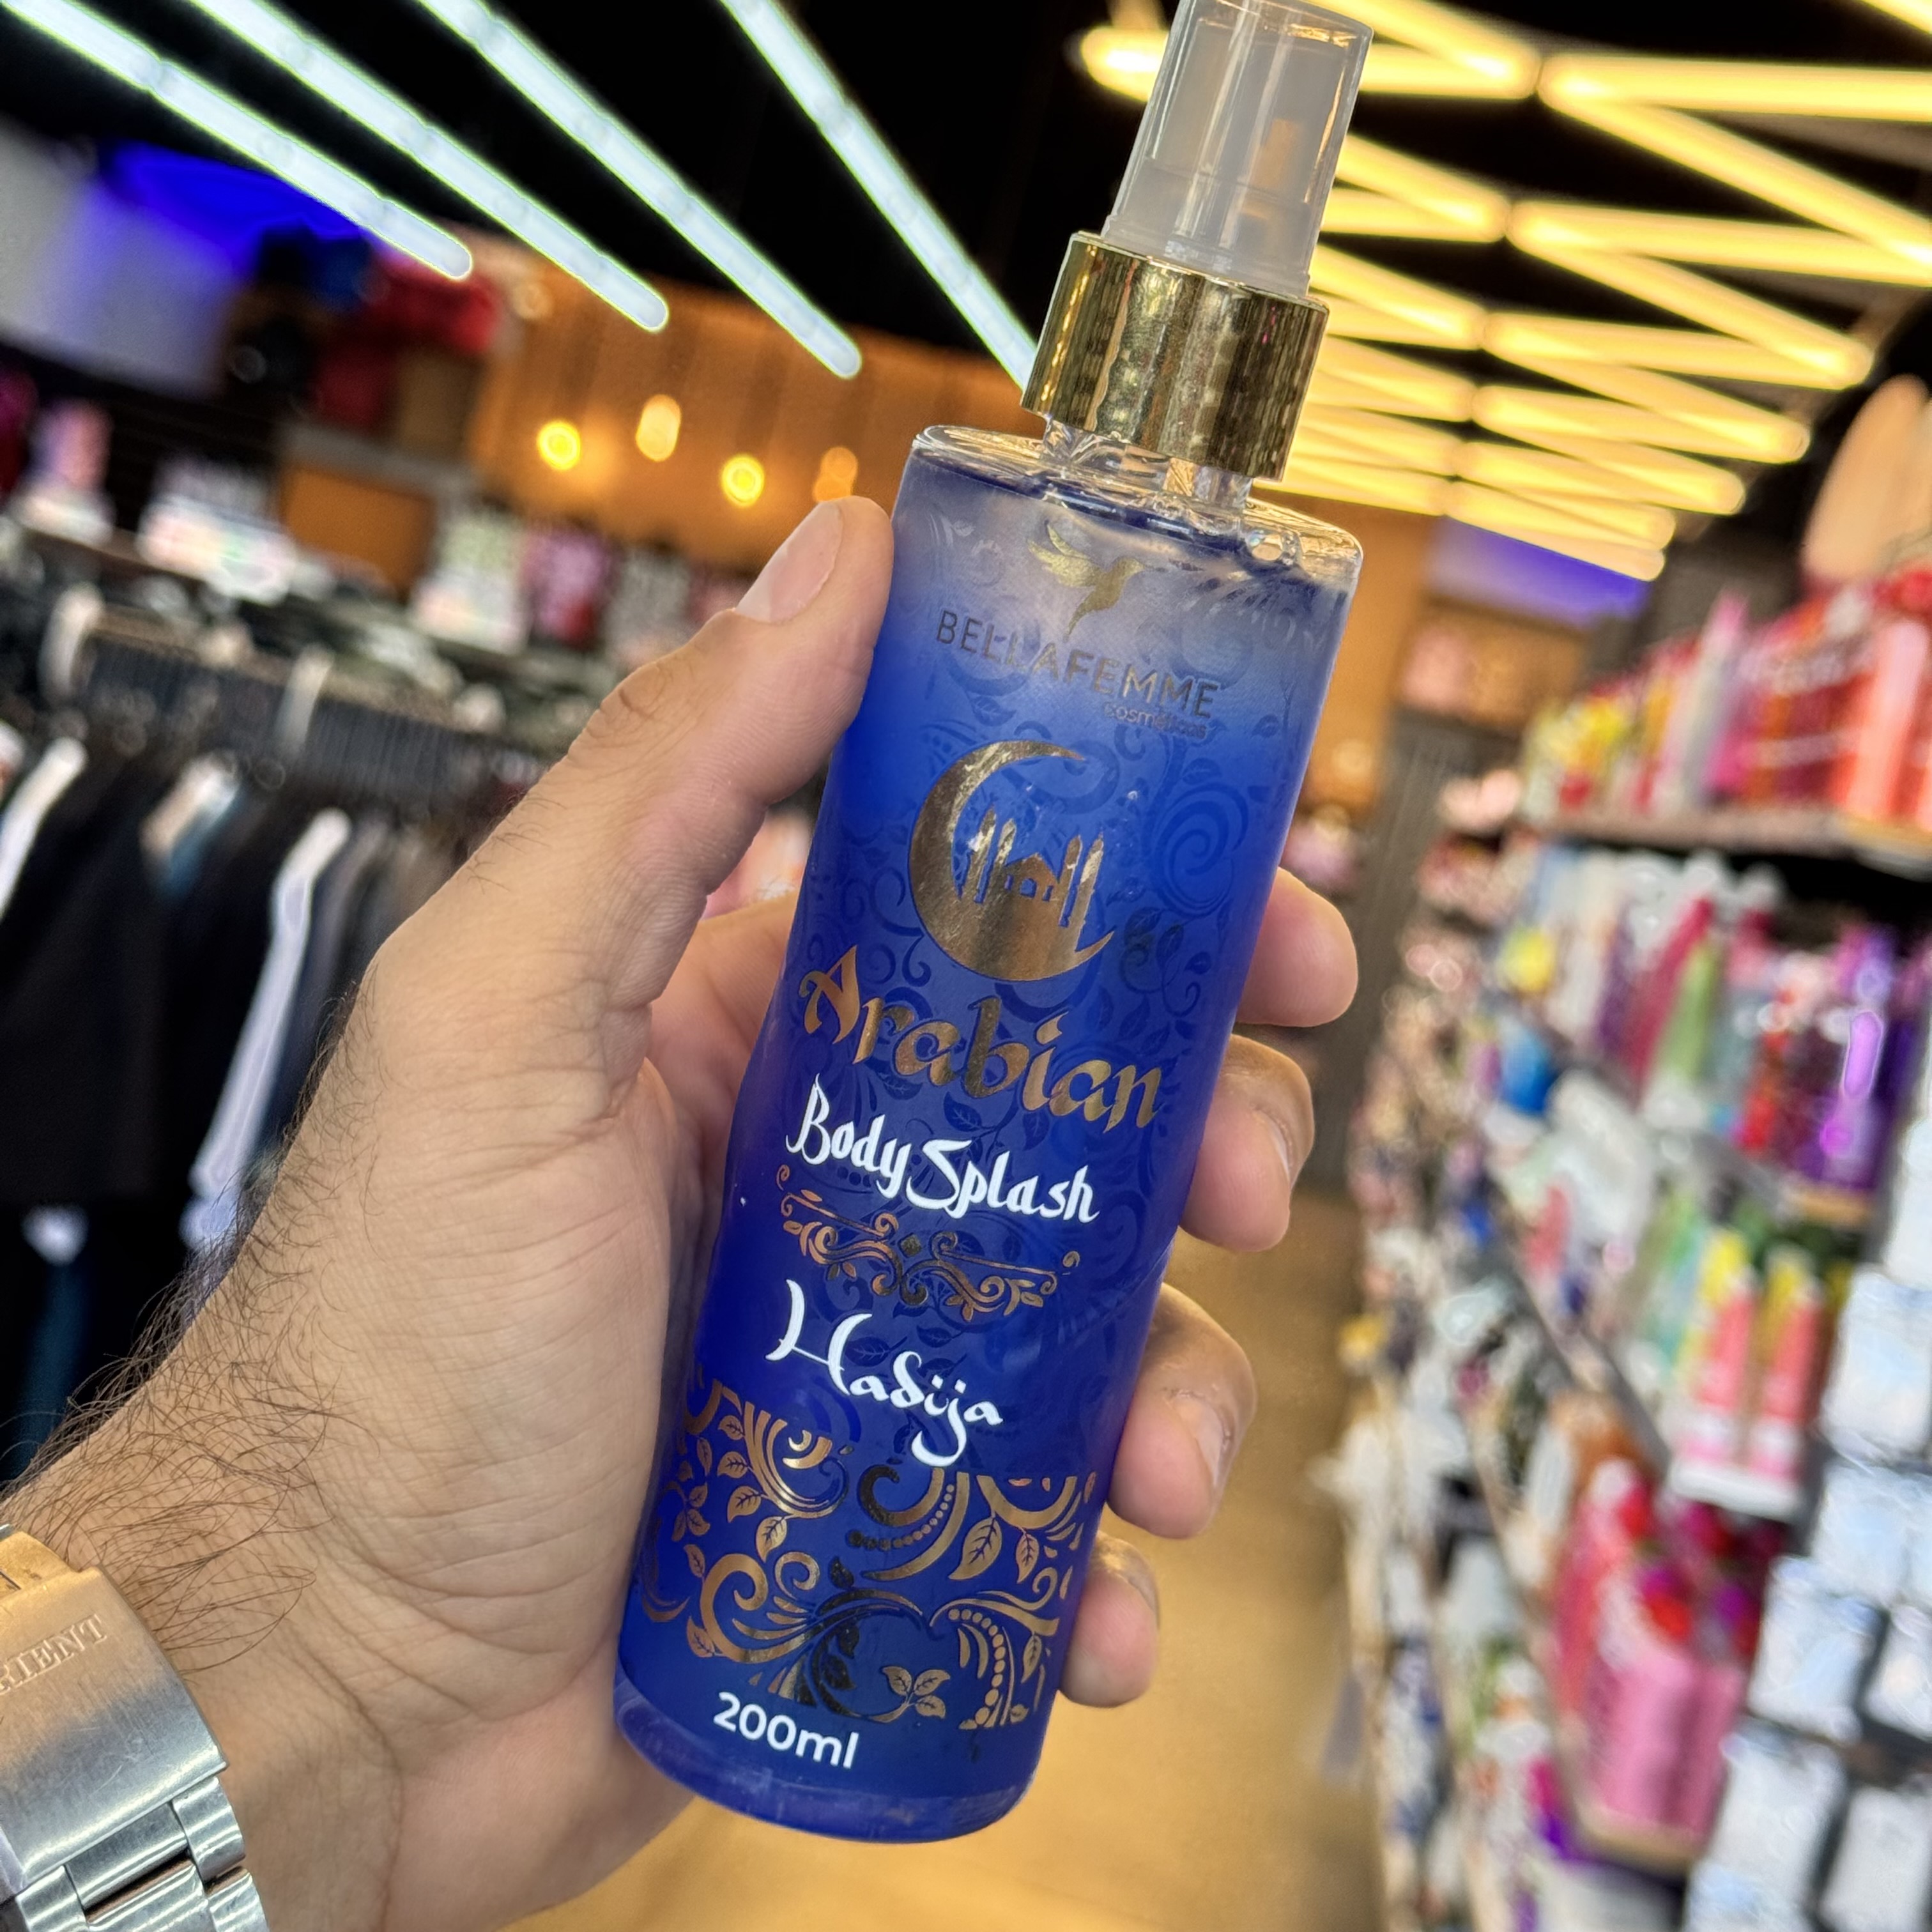 BELLAFEMME
Cosméticos
Arabian
Body Splash
Hadija
200ml